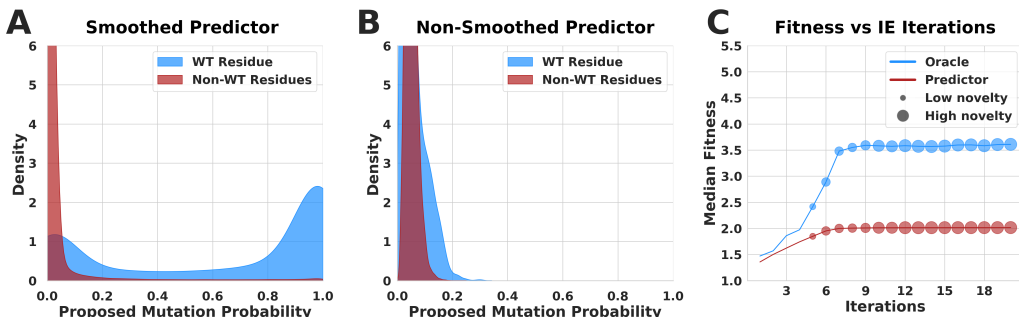 A
Smoothed Predictor
6
5
4
3
2
1
0
Density
WT Residue
Non-WT Residues
0.0 0.2 0.4 0.6 0.8 1.0
Proposed Mutation Probability
B
Non-Smoothed Predictor
6
5
4
3
2
1
0
Density
WT Residue
Non-WT Residues
0.0 0.2 0.4 0.6 0.8 1.0
Proposed Mutation Probability
C
Fitness vs IE Iterations
5.5
5.0
4.5
4.0
3.5
3.0
2.5
2.0
1.5
1.0
Median Fitness
Oracle
Predictor
Low novelty
High novelty
3 6 9 12 15 18
Iterations